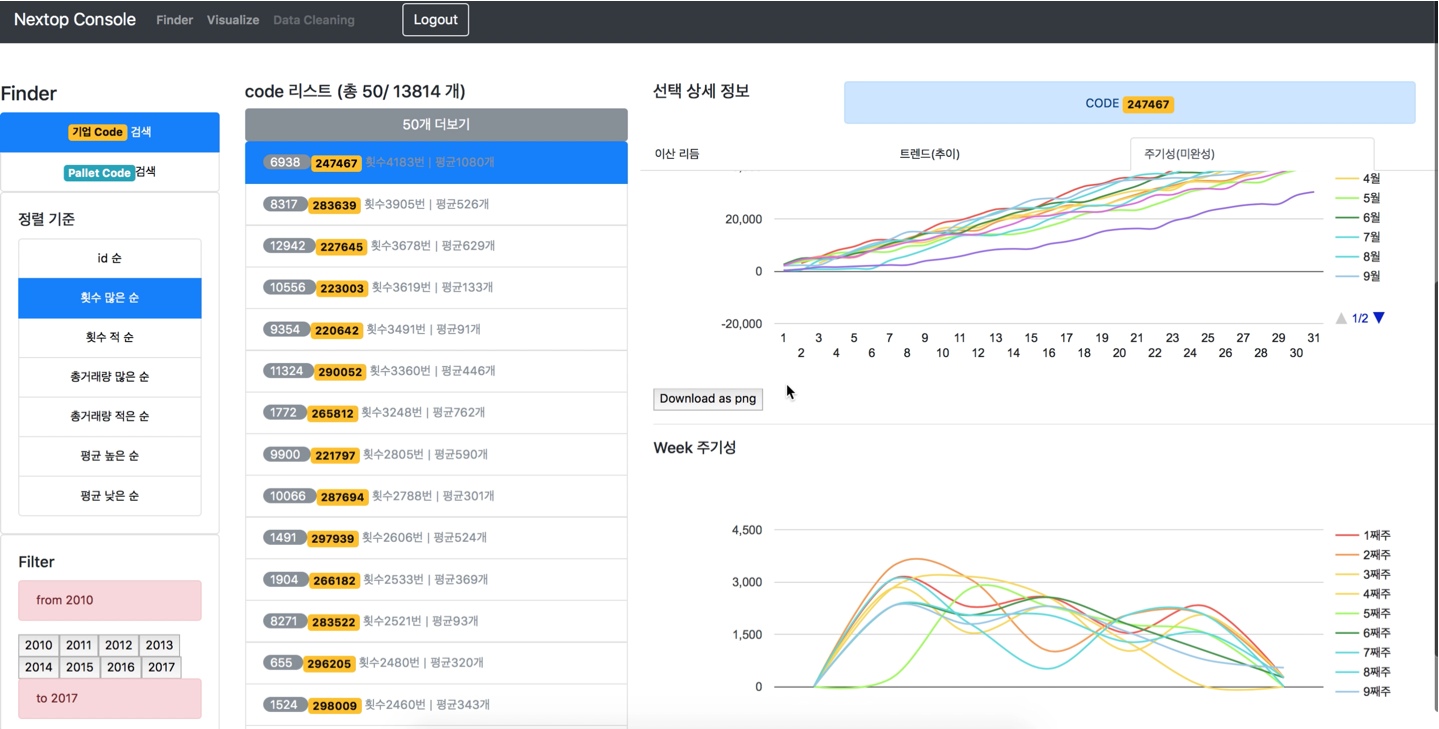 Nextop Console Finder Visualize Data Cleaning Logout
Finder
기업 Code 검색
Pallet Code 검색
정렬 기준
id 순
횟수 많은 순
횟수 적 순
총거래량 많은 순
총거래량 적은 순
평균 높은 순
평균 낮은 순
Filter
from 2010
2010 2011 2012 2013
2014 2015 2016 2017
to 2017
code 리스트 (총 50/ 13814 개)
50개 더보기
6938 247467 횟수4183번 | 평균1080개
8317 283639 횟수3905번 | 평균526개
12942 227645 횟수3678번 | 평균629개
10556 223003 횟수3619번 | 평균133개
9354 220642 횟수3491번 | 평균91개
11324 290052 횟수3360번 | 평균446개
1772 265812 횟수3248번 | 평균762개
9900 221797 횟수2805번 | 평균590개
10066 287694 횟수2788번 | 평균301개
1491 297939 횟수2606번 | 평균524개
1904 266182 횟수2533번 | 평균369개
8271 283522 횟수2521번 | 평균93개
655 296205 횟수2480번 | 평균320개
1524 298009 횟수2460번 | 평균343개
선택 상세 정보
CODE 247467
이산 리듬 트렌드(추이) 주기성(미완성)
20,000
0
-20,000
1 3 5 7 9 11 13 15 17 19 21 23 25 27 29 31
2 4 6 8 10 12 14 16 18 20 22 24 26 28 30
4월
5월
6월
7월
8월
9월
1/2
Download as png
Week 주기성
4,500
3,000
1,500
0
1째주
2째주
3째주
4째주
5째주
6째주
7째주
8째주
9째주